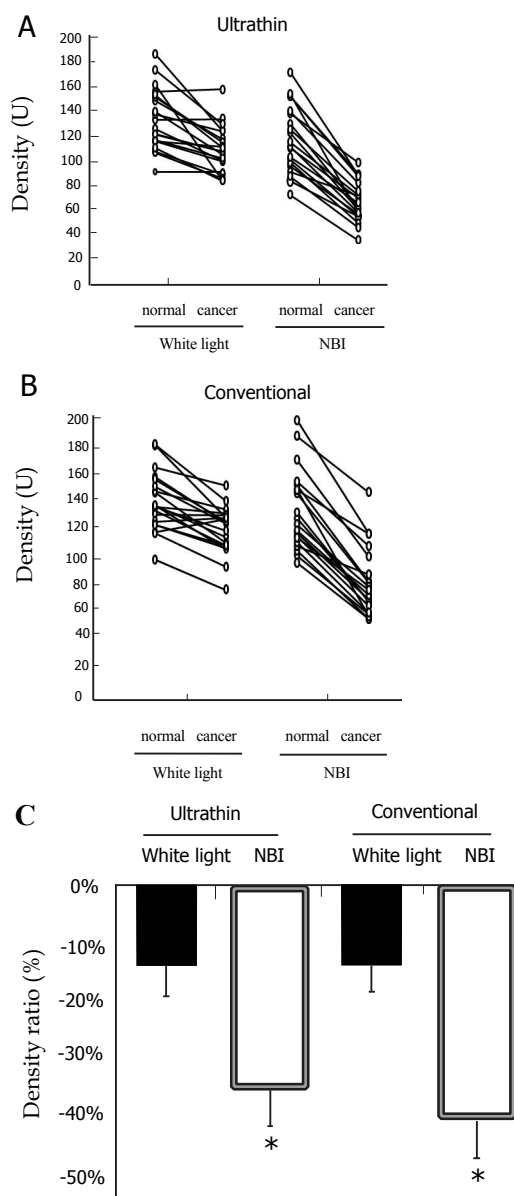 A
Ultrathin
Density (U)
200
180
160
140
120
100
80
60
40
20
0
normal cancer normal cancer
White light NBI
B
Conventional
Density (U)
200
180
160
140
120
100
80
60
40
20
0
normal cancer normal cancer
White light NBI
C
Ultrathin Conventional
White light NBI White light NBI
Density ratio (%)
0%
-10%
-20%
-30%
-40%
-50%
* *